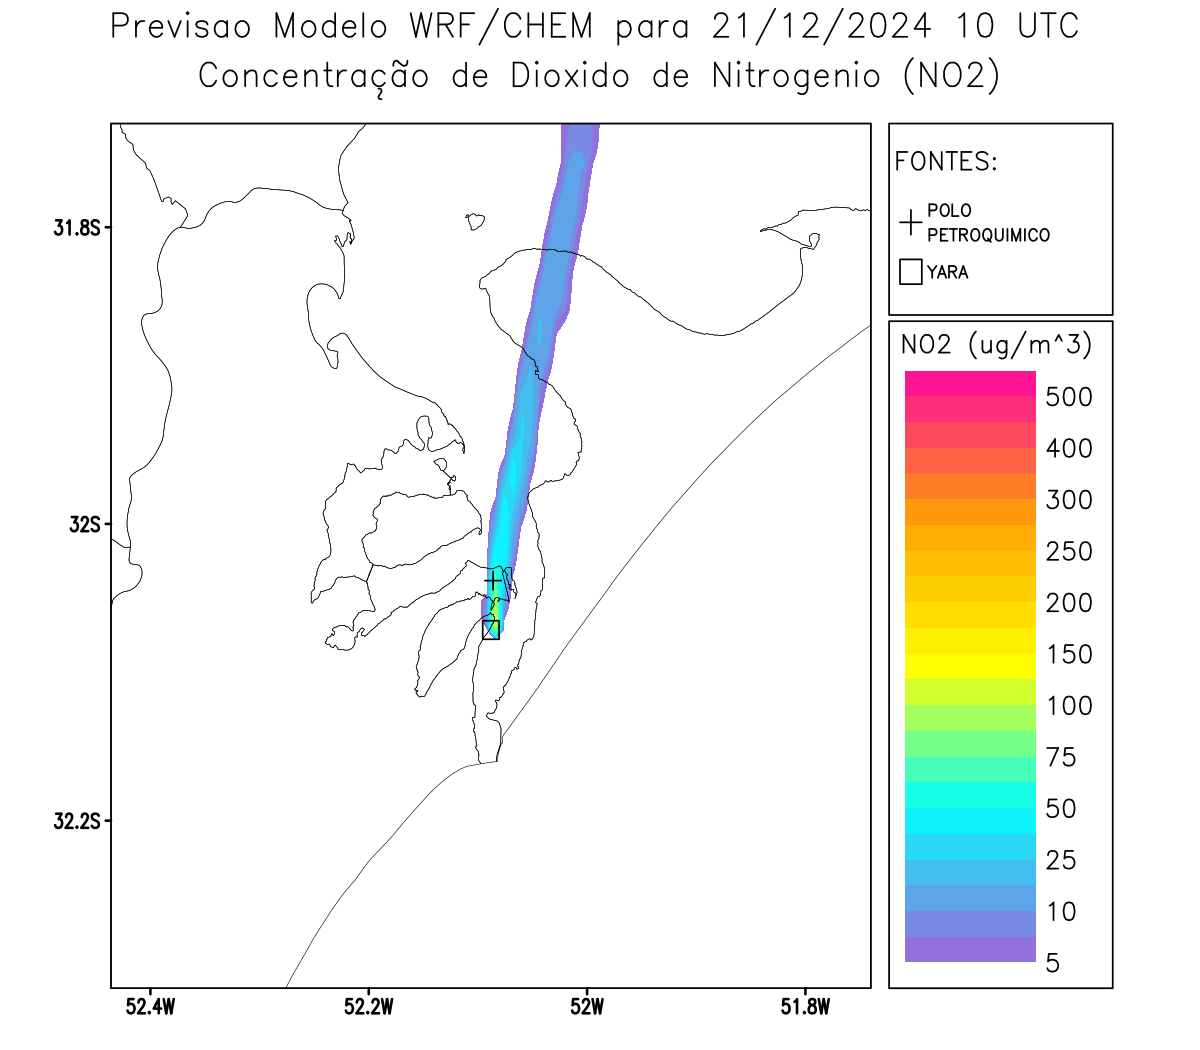 Previsao Modelo WRF/CHEM para 21/12/2024 10 UTC
Concentração de Dioxido de Nitrogenio (NO2)
FONTES:
POLO
PETROQUIMICO
YARA
NO2 (ug/m^3)
500
400
300
250
200
150
100
75
50
25
10
5
31.8S
32S
32.2S
52.4W
52.2W
52W
51.8W